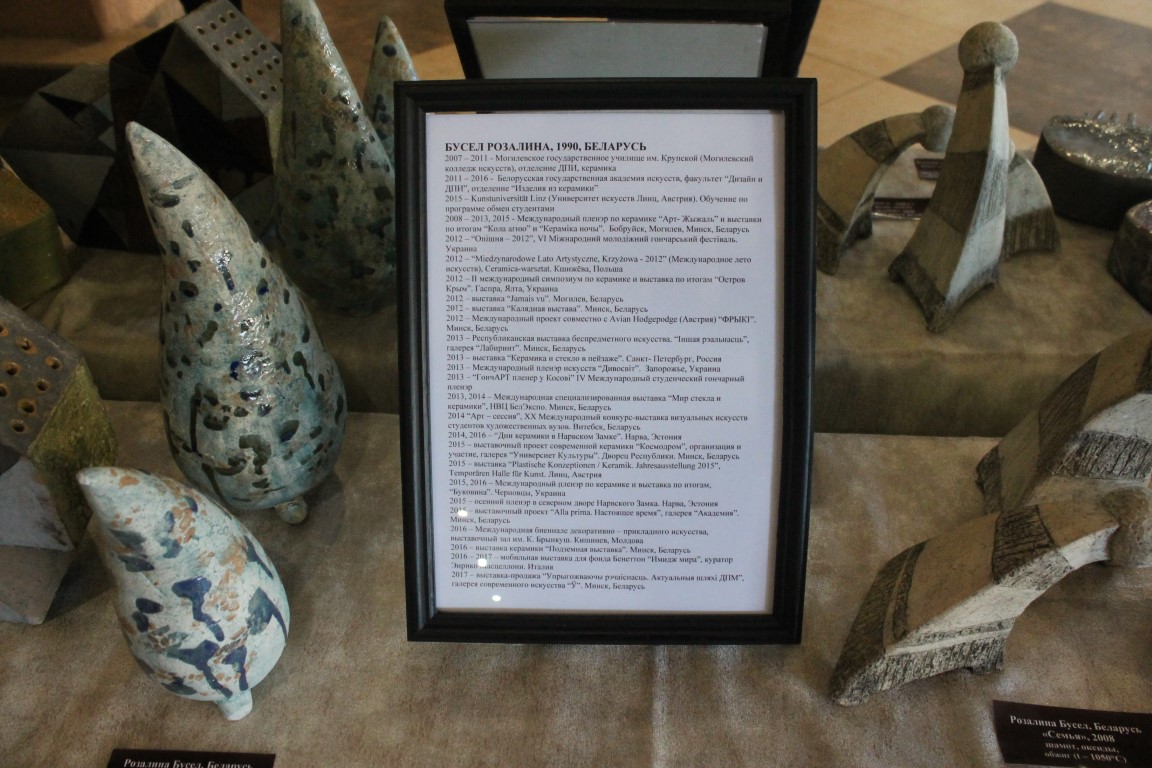 БУСЕЛ РОЗАЛИНА, 1990, БЕЛАРУСЬ
2007 – 2011 - Могилевское государственное училище им. Крупской (Могилевский
колледж искусств), отделение ДПИ, керамика
2011 – 2016 - Белорусская государственная академия искусств, факультет “Дизайн и
ДПИ”, отделение “Изделия из керамики”
2015 – Kunstuniversität Linz (Университет искусств Линц, Австрия). Обучение по
программе обмен студентами
2008 – 2013, 2015 - Международный пленэр по керамике “Арт- Жыжаль” и выставки
по итогам “Кола агню” и “Кераміка ночы”. Бобруйск, Могилев, Минск, Беларусь
2012 – “Опішня – 2012”, VI Міжнародний молодіжний гончарський фестиваль.
Украина
2012 – “Miedzynarodowe Lato Artystyczne, Krzyżowa - 2012” (Международное лето
искусств), Ceramica-warsztat. Кшижёва, Польша
2012 – II международный симпозиум по керамике и выставка по итогам “Остров
Крым”. Гаспра, Ялта, Украина
2012 – выставка “Jamais vu”. Могилев, Беларусь
2012 – выставка “Калядная выстава”. Минск, Беларусь
2012 – Международный проект совместно с Avian Hodgepodge (Австрия) “ФРЫКІ”.
Минск, Беларусь
2013 – Республиканская выставка беспредметного искусства. “Іншая рэальнасць”,
галерея “Лабиринт”. Минск, Беларусь
2013 – выставка “Керамика и стекло в пейзаже”. Санкт- Петербург, Россия
2013 – Международный пленэр искусств “Дивосвіт”. Запорожье, Украина
2013 – “ГончАРТ пленер у Косові” IV Международный студенческий гончарный
пленэр
2013, 2014 – Международная специализированная выставка “Мир стекла и
керамики”, НВЦ БелЭкспо. Минск, Беларусь
2014 “Арт – сессия”, XX Международный конкурс-выставка визуальных искусств
студентов художественных вузов. Витебск, Беларусь
2014, 2016 – “Дни керамики в Нарвском Замке”. Нарва, Эстония
2015 – выставочный проект современной керамики “Космодром”, организация и
участие, галерея “Университет Культуры”. Дворец Республики. Минск, Беларусь
2015 – выставка “Plastische Konzeptionen / Keramik. Jahresausstellung 2015”,
Temporären Halle für Kunst. Линц, Австрия
2015, 2016 – Международный пленэр по керамике и выставка по итогам,
“Буковина”. Черновцы, Украина
2015 – осенний пленэр в северном дворе Нарвского Замка. Нарва, Эстония
выставочный проект “Alla prima. Настоящее время”, галерея “Академия”.
Минск, Беларусь
2016 – Международная биеннале декоративно – прикладного искусства,
выставочный зал им. К. Брынкуш. Кишинев, Молдова
2016 – выставка керамики “Подземная выставка”. Минск, Беларусь
2016 – 2017 – мобильная выставка для фонда Бенеттон “Имидж мира”, куратор
Италия
2017 – выставка-продажа “Упрыгожваючы рэчаіснасць. Актуальныя шляхі ДПМ”,
галерея современного искусства “Ў”. Минск, Беларусь
Розалина Бусел, Беларусь
Розалина Бусел, Беларусь
«Семья», 2008
шамот, оксиды,
обжиг (t – 1050°C)